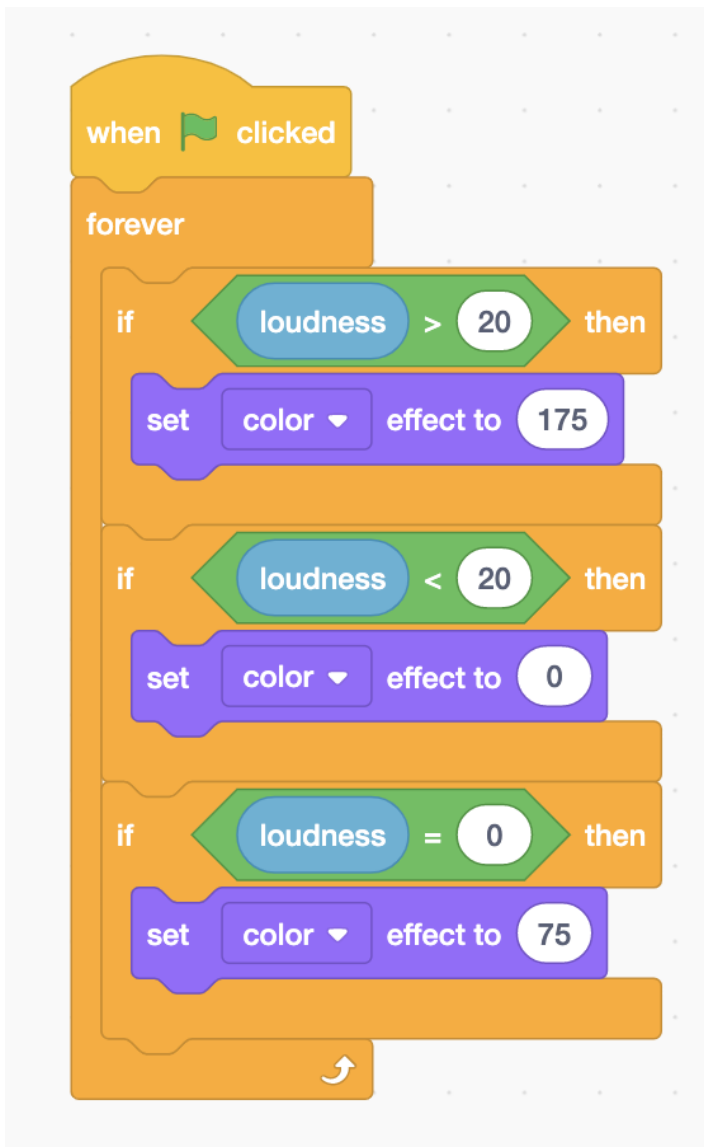 when clicked
forever
if loudness > 20 then
set color effect to 175
if loudness < 20 then
set color effect to 0
if loudness = 0 then
set color effect to 75